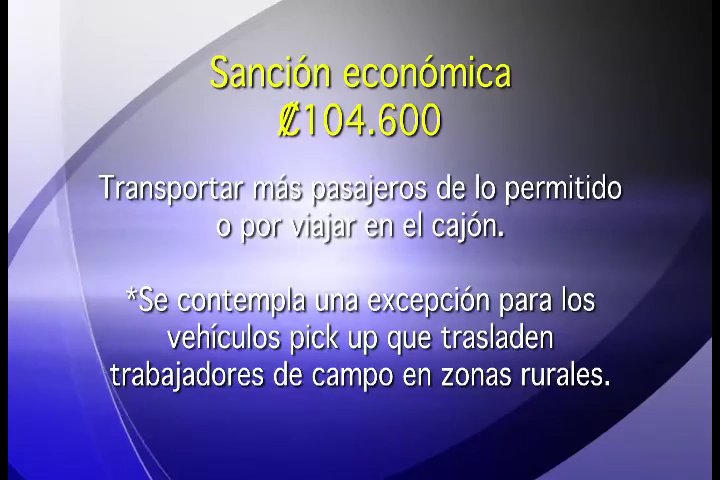 Sanción económica
₡104.600
Transportar más pasajeros de lo permitido
o por viajar en el cajón.
*Se contempla una excepción para los
vehículos pick up que trasladen
trabajadores de campo en zonas rurales.